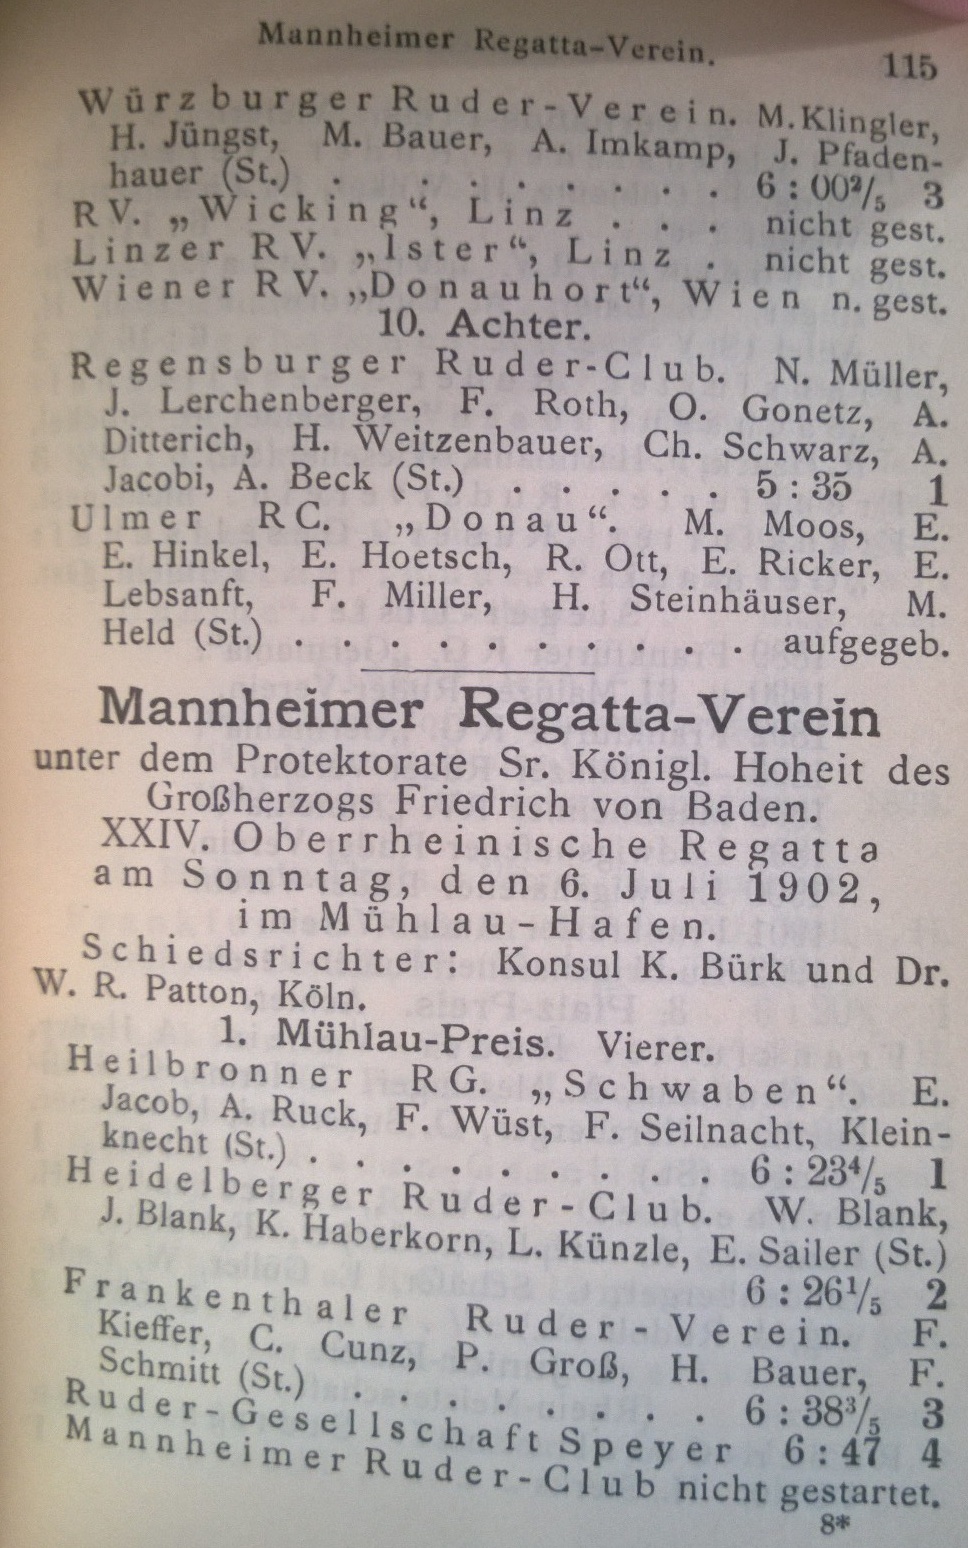 Mannheimer Regatta-Verein.
115
Würzburger Ruder-Verein. M. Klingler,
H. Jüngst, M. Bauer, A. Imkamp, J. Pfaden-
hauer (St.) . . . . . . . . . 6 : 00²/₅ 3
RV. „Wicking“, Linz . . . nicht gest.
Linzer RV. „Ister“, Linz . nicht gest.
Wiener RV. „Donauhort“, Wien n. gest.
10. Achter.
Regensburger Ruder-Club. N. Müller,
J. Lerchenberger, F. Roth, O. Gonetz, A.
Ditterich, H. Weitzenbauer, Ch. Schwarz, A.
Jacobi, A. Beck (St.) . . . . . 5 : 35 1
Ulmer RC. „Donau“. M. Moos, E.
E. Hinkel, E. Hoetsch, R. Ott, E. Ricker, E.
Lebsanft, F. Miller, H. Steinhäuser, M.
Held (St.) . . . . . . . . . . aufgegeb.
Mannheimer Regatta-Verein
unter dem Protektorate Sr. Königl. Hoheit des
Großherzogs Friedrich von Baden.
XXIV. Oberrheinische Regatta
am Sonntag, den 6. Juli 1902,
im Mühlau-Hafen.
Schiedsrichter: Konsul K. Bürk und Dr.
W. R. Patton, Köln.
1. Mühlau-Preis. Vierer.
Heilbronner RG. „Schwaben“. E.
Jacob, A. Ruck, F. Wüst, F. Seilnacht, Klein-
knecht (St.) . . . . . . . . . 6 : 23⁴/₅ 1
Heidelberger Ruder-Club. W. Blank,
J. Blank, K. Haberkorn, L. Künzle, E. Sailer (St.)
6 : 26¹/₅ 2
Frankenthaler Ruder-Verein. F.
Kieffer, C. Cunz, P. Groß, H. Bauer, F.
Schmitt (St.) . . . . . . . . 6 : 38³/₅ 3
Ruder-Gesellschaft Speyer 6 : 47 4
Mannheimer Ruder-Club nicht gestartet.
8*